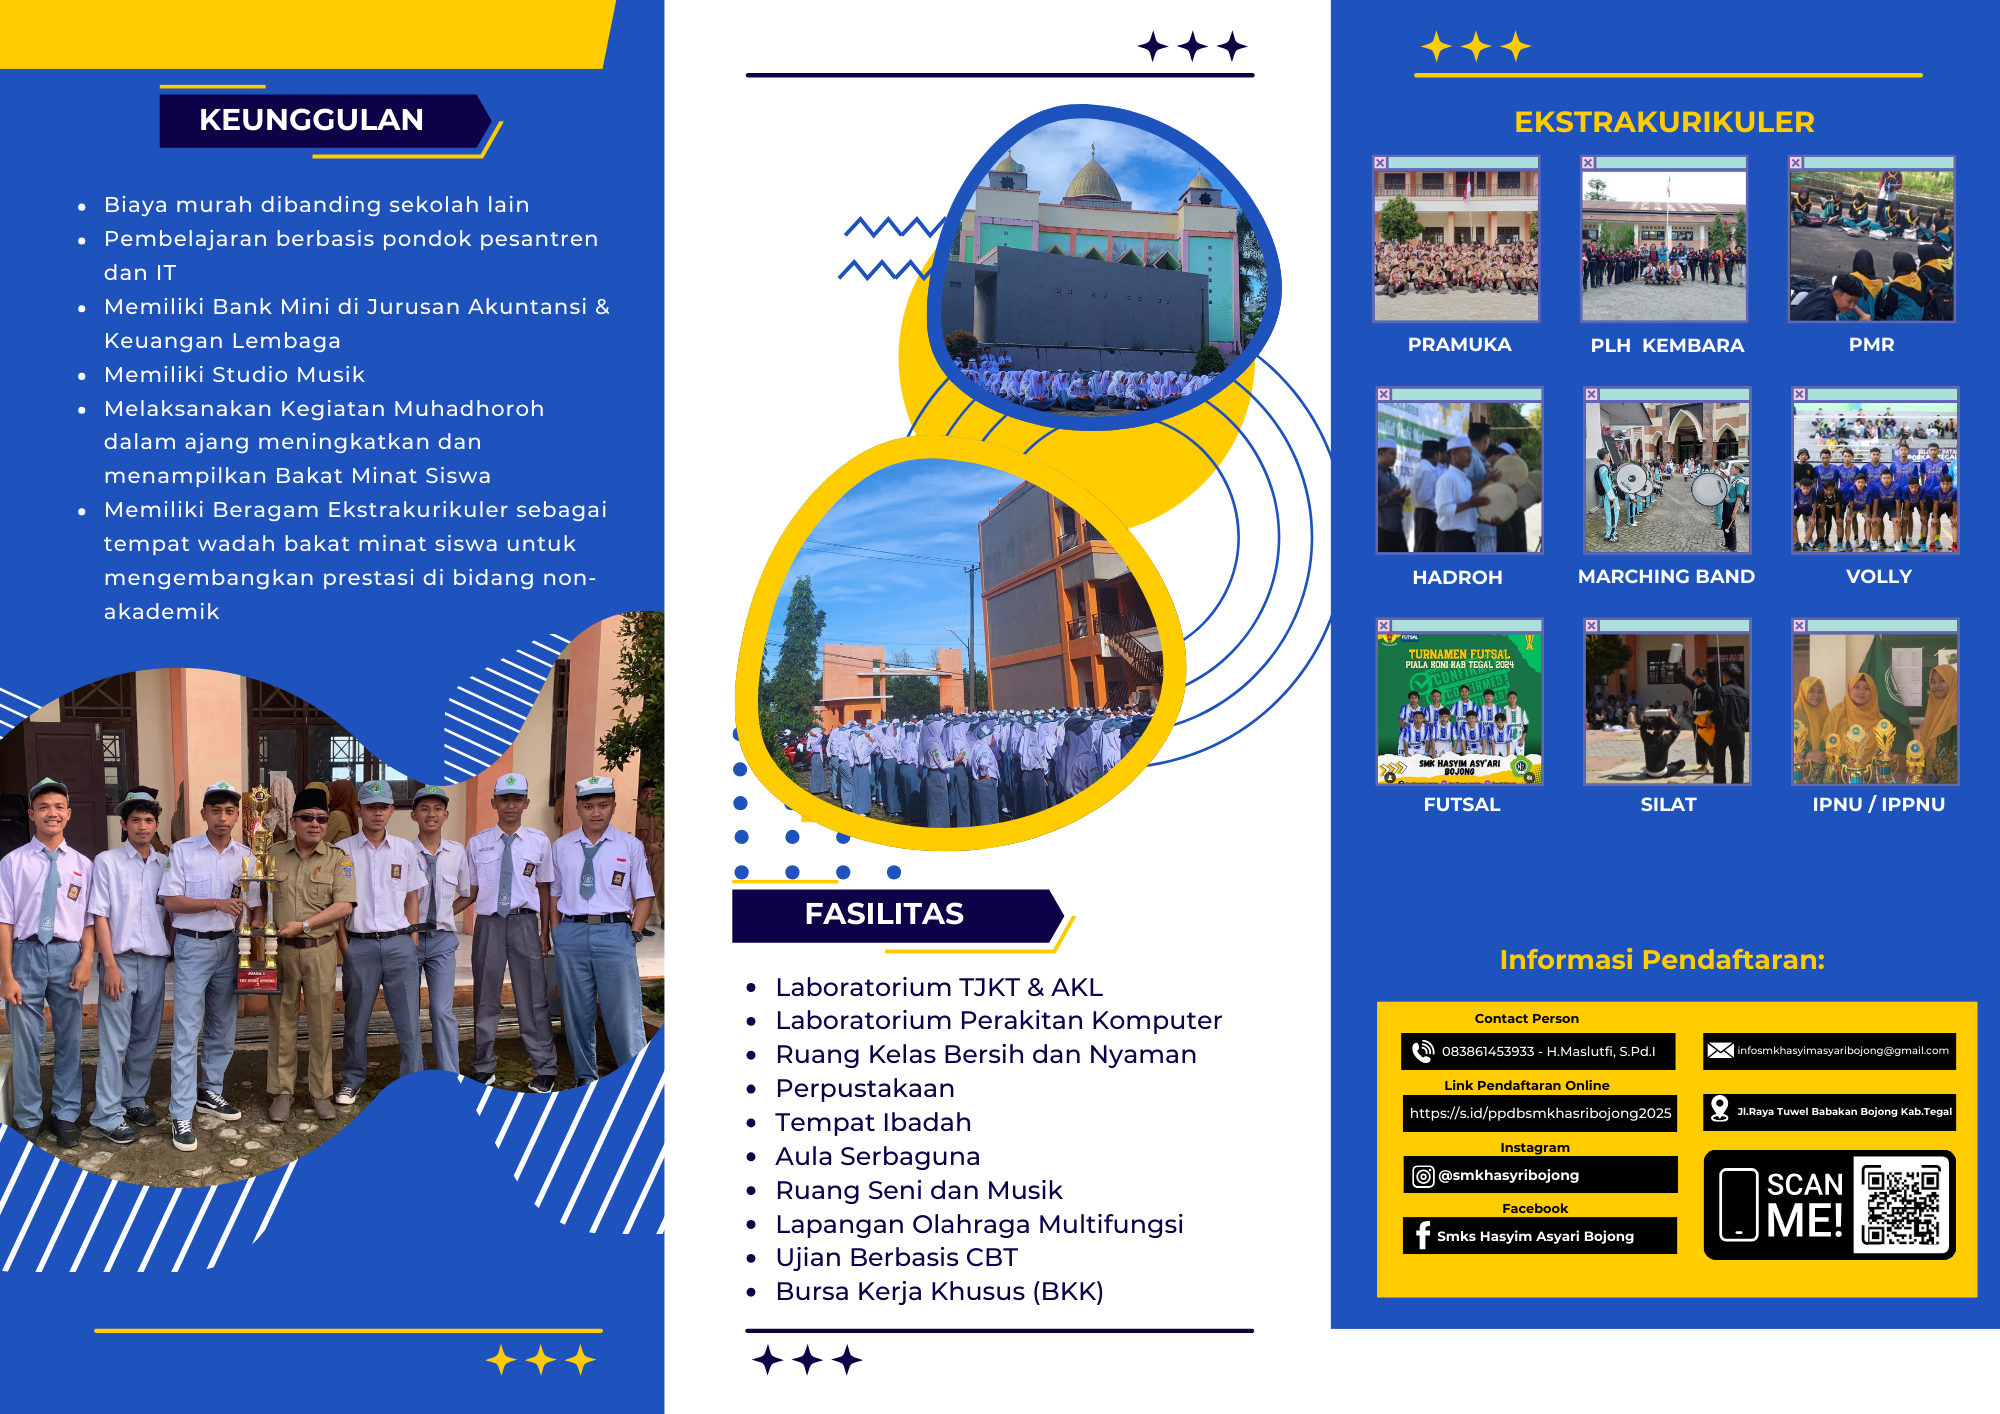 KEUNGGULAN
Biaya murah dibanding sekolah lain
Pembelajaran berbasis pondok pesantren
dan IT
Memiliki Bank Mini di Jurusan Akuntansi &
Keuangan Lembaga
Memiliki Studio Musik
Melaksanakan Kegiatan Muhadhoroh
dalam ajang meningkatkan dan
menampilkan Bakat Minat Siswa
Memiliki Beragam Ekstrakurikuler sebagai
tempat wadah bakat minat siswa untuk
mengembangkan prestasi di bidang non-
akademik
FASILITAS
Laboratorium TJKT & AKL
Laboratorium Perakitan Komputer
Ruang Kelas Bersih dan Nyaman
Perpustakaan
Tempat Ibadah
Aula Serbaguna
Ruang Seni dan Musik
Lapangan Olahraga Multifungsi
Ujian Berbasis CBT
Bursa Kerja Khusus (BKK)
EKSTRAKURIKULER
PRAMUKA
PLH KEMBARA
PMR
HADROH
MARCHING BAND
VOLLY
FUTSAL
TURNAMEN FUTSAL
PIALA KONI KAB TEGAL 2024
SMK HASYIM ASY'ARI
BOJONG
FUTSAL
SILAT
IPNU / IPPNU
Informasi Pendaftaran:
Contact Person
083861453933 - H.Maslutfi, S.Pd.I
Link Pendaftaran Online
https://s.id/ppdbsmkhasribojong2025
Instagram
@smkhasyribojong
Facebook
Smks Hasyim Asyari Bojong
infosmkhasyimasyaribojong@gmail.com
Jl.Raya Tuwel Babakan Bojong Kab.Tegal
SCAN
ME!